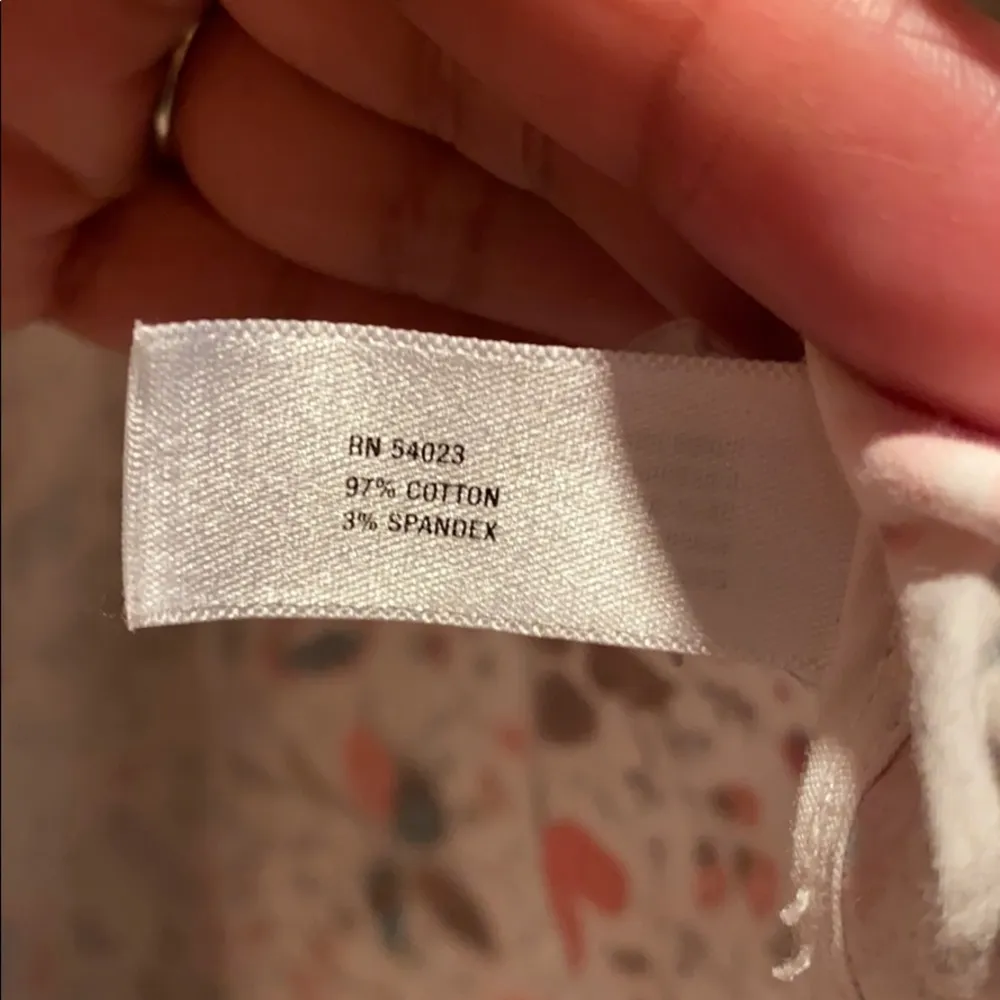 RN 54023
97% COTTON
3% SPANDEX